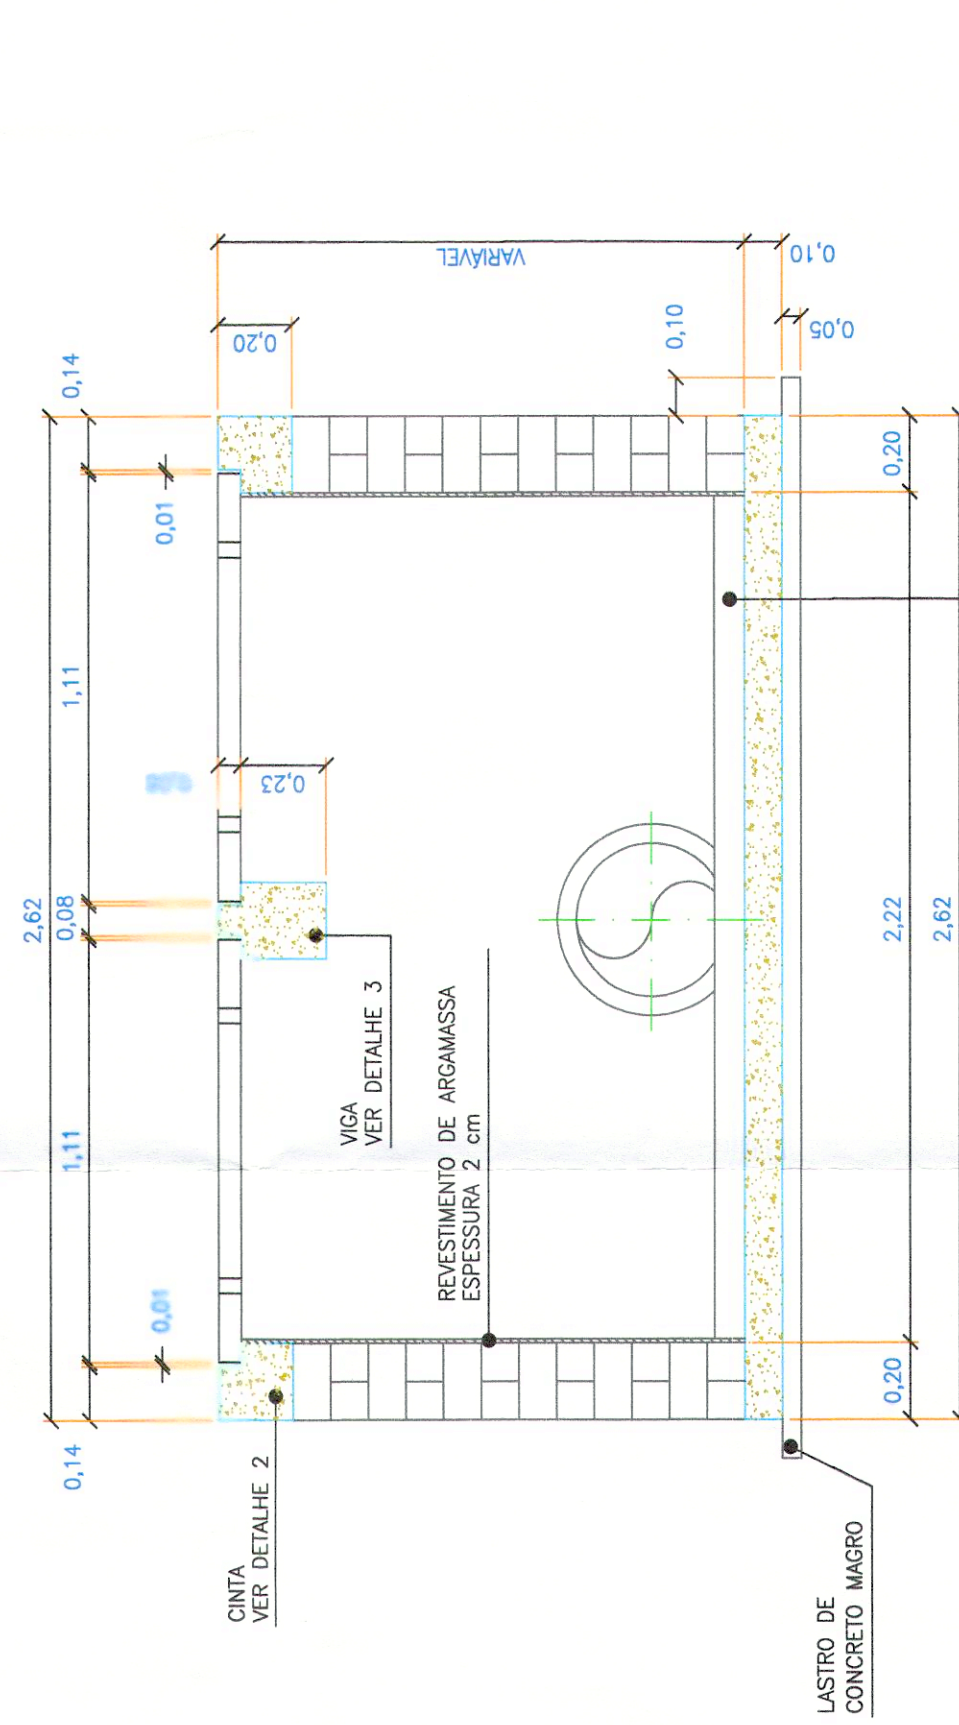 2,62
0,14
1,11
0,08
1,11
0,14
0,01
0,01
0,23
0,20
VARIÁVEL
0,10
0,10
0,05
CINTA
VER DETALHE 2
VIGA
VER DETALHE 3
REVESTIMENTO DE ARGAMASSA
ESPESSURA 2 cm
0,20
2,22
0,20
2,62
LASTRO DE
CONCRETO MAGRO